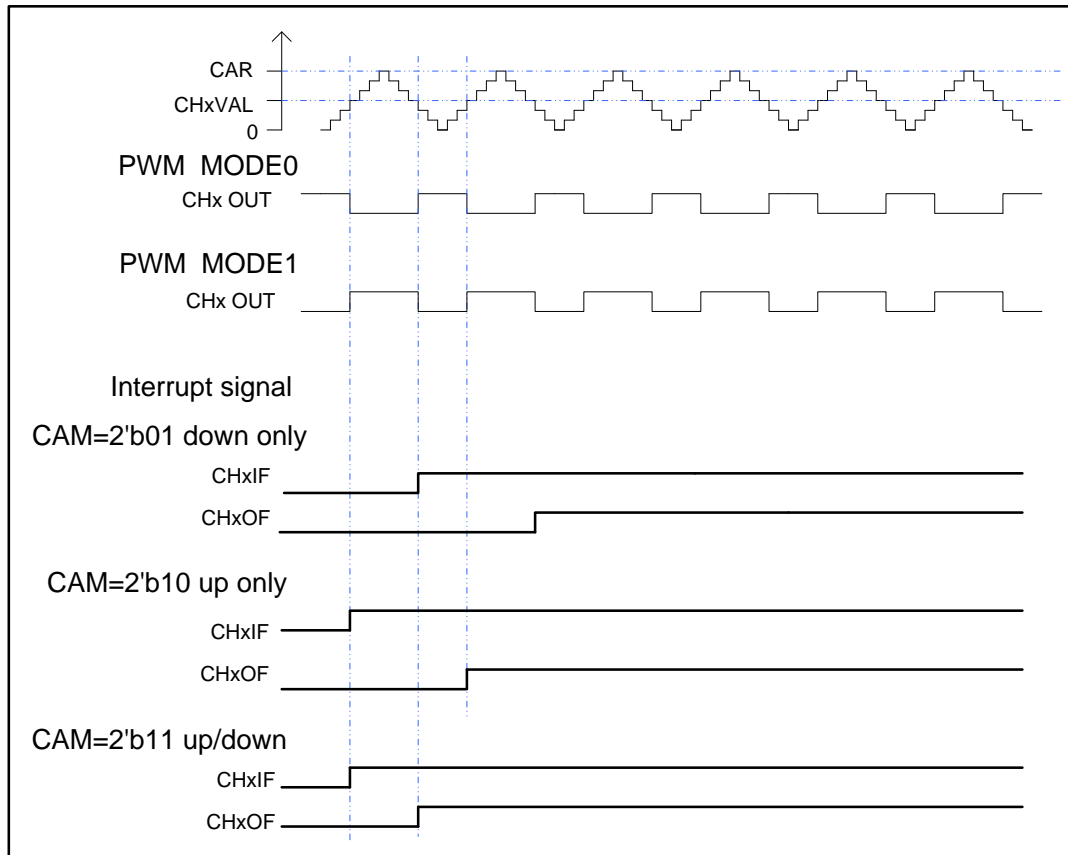 CAR
CHxVAL
0
PWM MODE0
CHx OUT
PWM MODE1
CHx OUT
Interrupt signal
CAM=2'b01 down only
CHxIF
CHxOF
CAM=2'b10 up only
CHxIF
CHxOF
CAM=2'b11 up/down
CHxIF
CHxOF